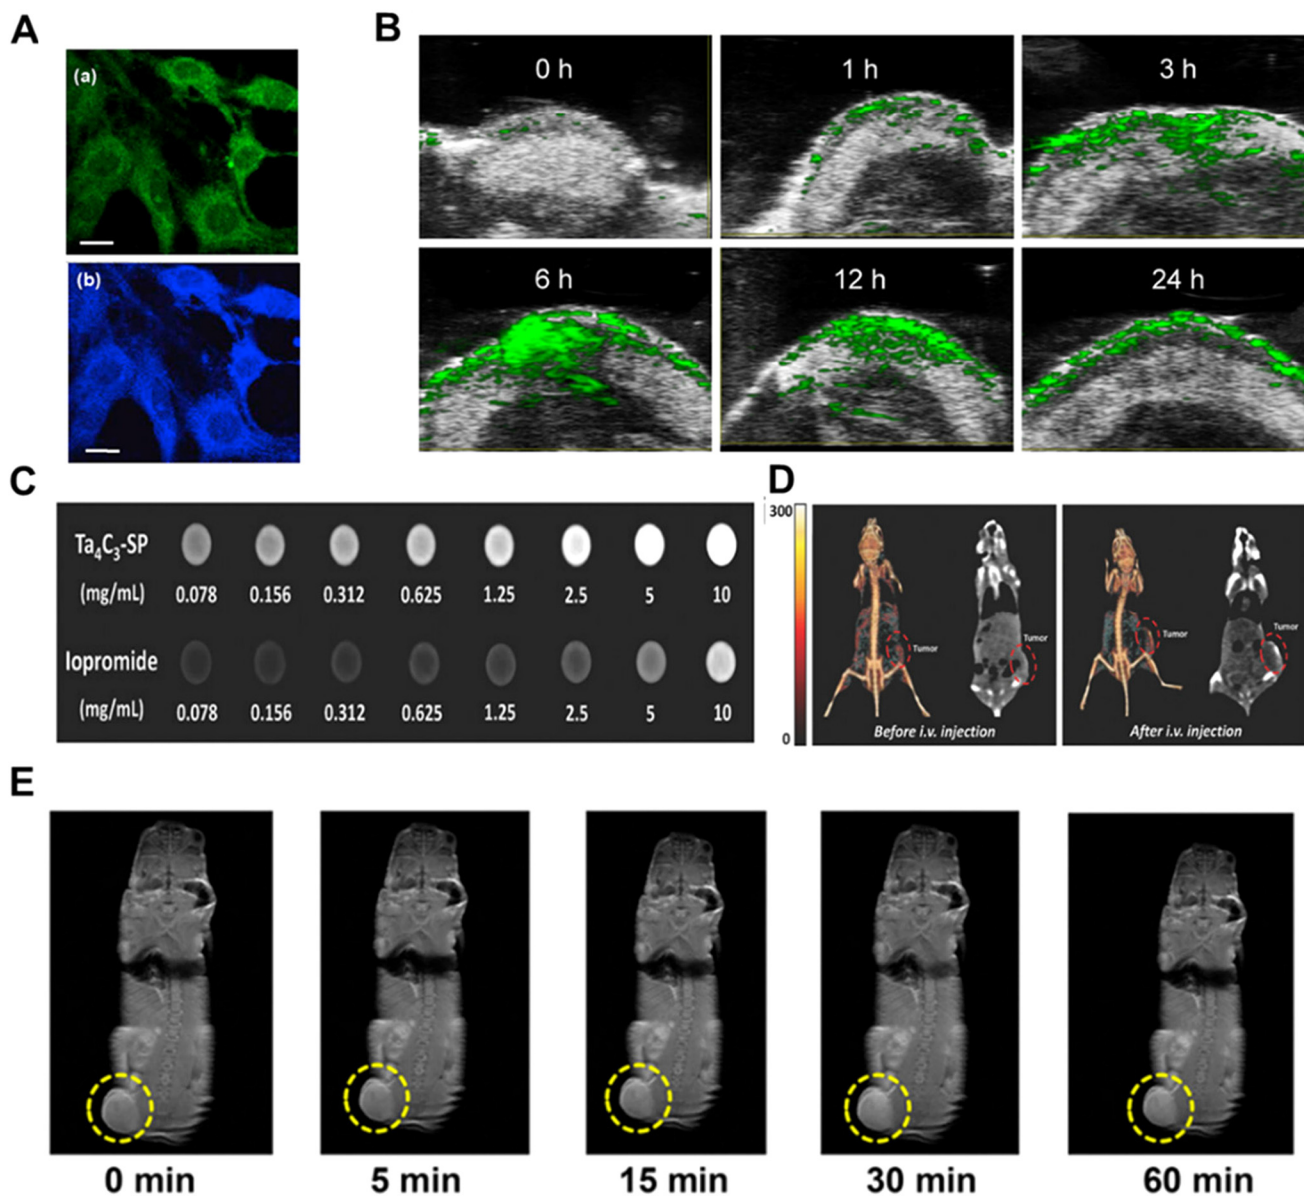 A
(a)
(b)
B
0 h
1 h
3 h
6 h
12 h
24 h
C
Ta₄C₃-SP
(mg/mL) 0.078 0.156 0.312 0.625 1.25 2.5 5 10
Iopromide
(mg/mL) 0.078 0.156 0.312 0.625 1.25 2.5 5 10
D
300
0
Tumor
Tumor
Before i.v. injection
Tumor
Tumor
After i.v. injection
E
0 min
5 min
15 min
30 min
60 min